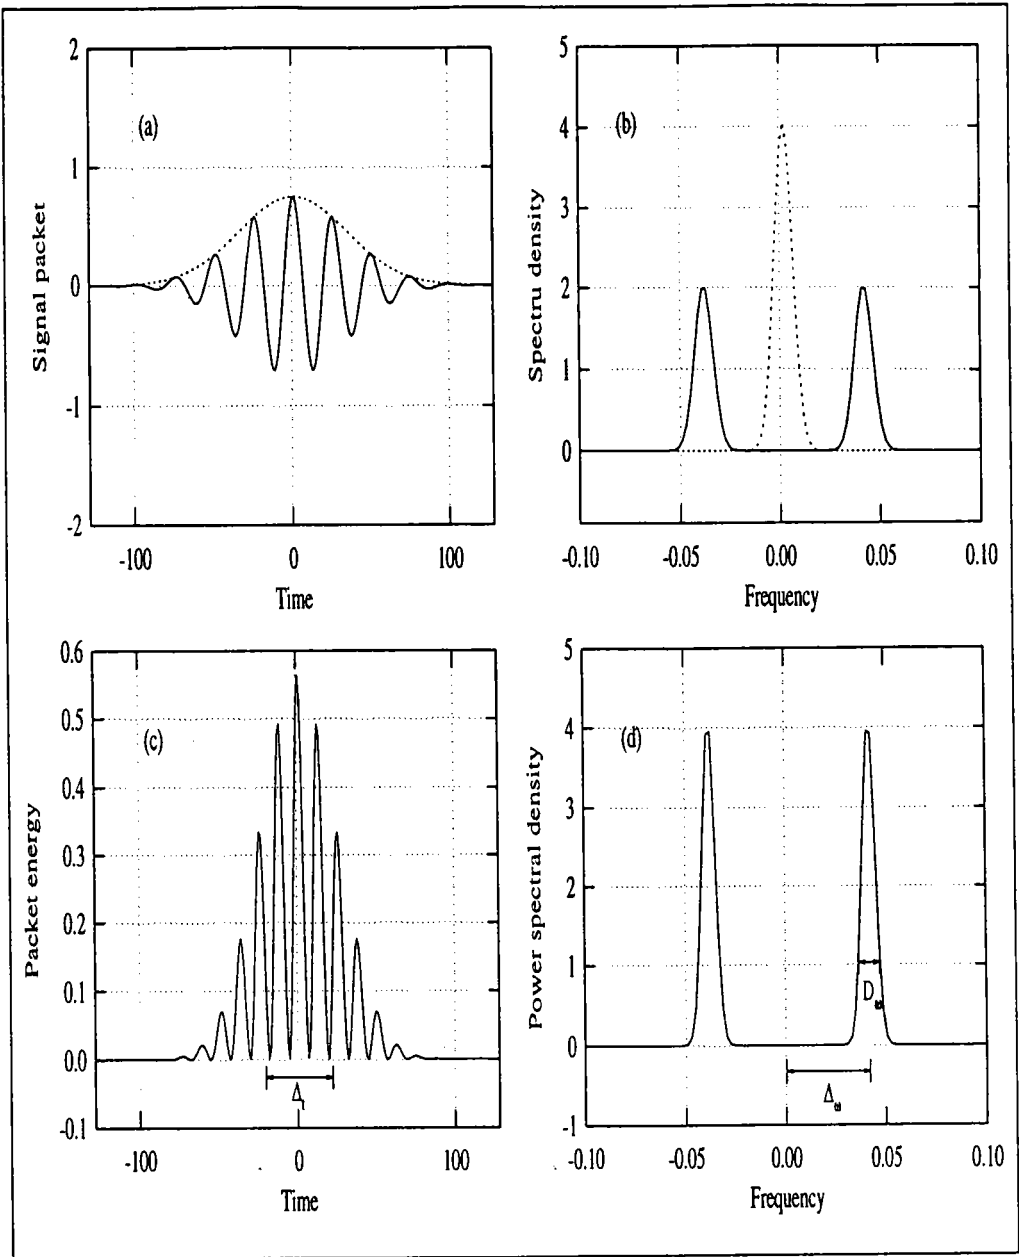 2
1
0
-1
-2
Signal packet
(a)
-100
0
100
Time
5
4
3
2
1
0
Spectru density
(b)
-0.10
-0.05
0.00
0.05
0.10
Frequency
0.6
0.5
0.4
0.3
0.2
0.1
0.0
-0.1
Packet energy
(c)
Δt
-100
0
100
Time
5
4
3
2
1
0
-1
Power spectral density
(d)
Dω
Δω
-0.10
-0.05
0.00
0.05
0.10
Frequency